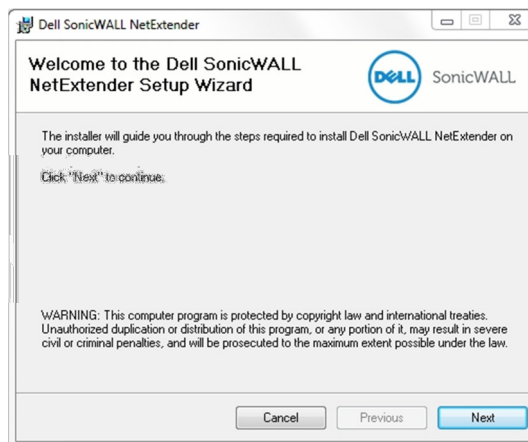 Dell SonicWALL NetExtender
Welcome to the Dell SonicWALL
NetExtender Setup Wizard
DELL SonicWALL
The installer will guide you through the steps required to install Dell SonicWALL NetExtender on
your computer.
Click "Next" to continue.
WARNING: This computer program is protected by copyright law and international treaties.
Unauthorized duplication or distribution of this program, or any portion of it, may result in severe
civil or criminal penalties, and will be prosecuted to the maximum extent possible under the law.
Cancel Previous Next